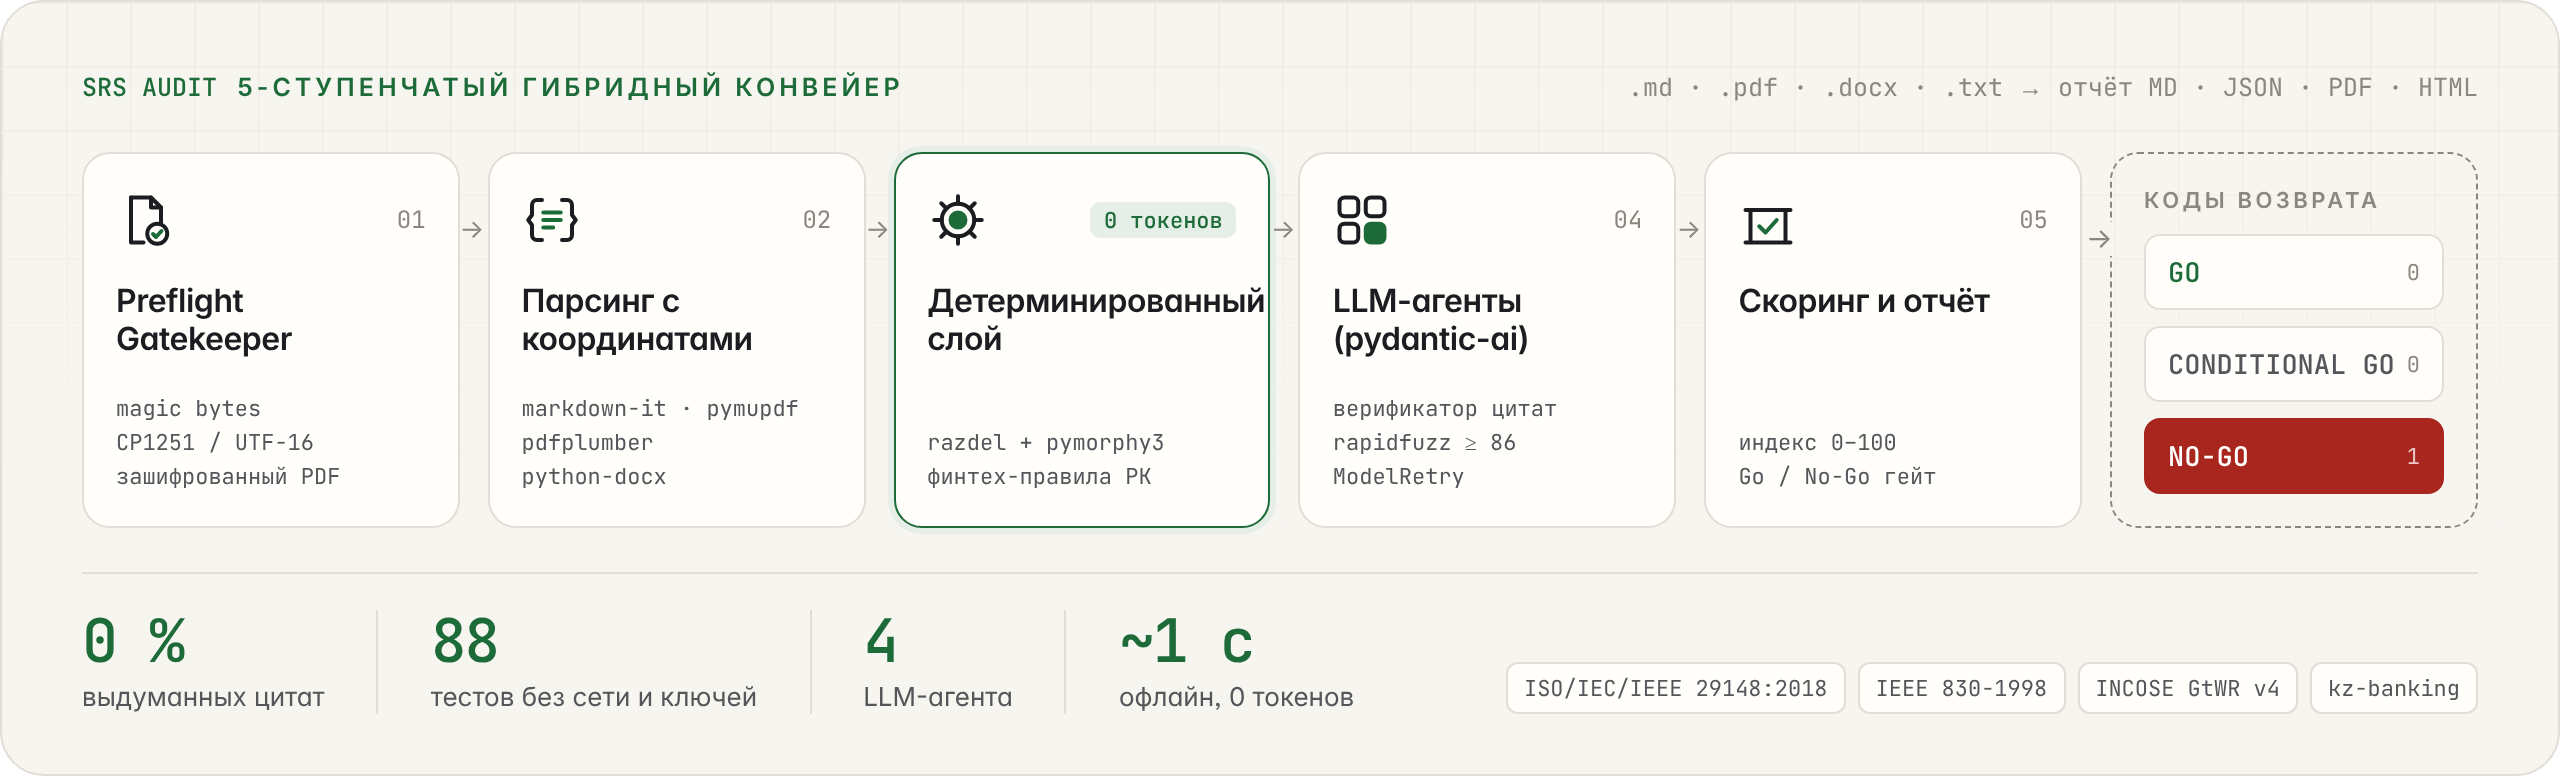 SRS AUDIT 5-СТУПЕНЧАТЫЙ ГИБРИДНЫЙ КОНВЕЙЕР
.md · .pdf · .docx · .txt → отчёт MD · JSON · PDF · HTML
01
Preflight
Gatekeeper
magic bytes
CP1251 / UTF-16
зашифрованный PDF
→
02
Парсинг с
координатами
markdown-it · pymupdf
pdfplumber
python-docx
→
0 токенов
Детерминированный
слой
razdel + pymorphy3
финтех-правила РК
→
04
LLM-агенты
(pydantic-ai)
верификатор цитат
rapidfuzz ≥ 86
ModelRetry
→
05
Скоринг и отчёт
индекс 0–100
Go / No-Go гейт
→
КОДЫ ВОЗВРАТА
GO 0
CONDITIONAL GO 0
NO-GO 1
0 %
выдуманных цитат
88
тестов без сети и ключей
4
LLM-агента
~1 с
офлайн, 0 токенов
ISO/IEC/IEEE 29148:2018
IEEE 830-1998
INCOSE GtWR v4
kz-banking